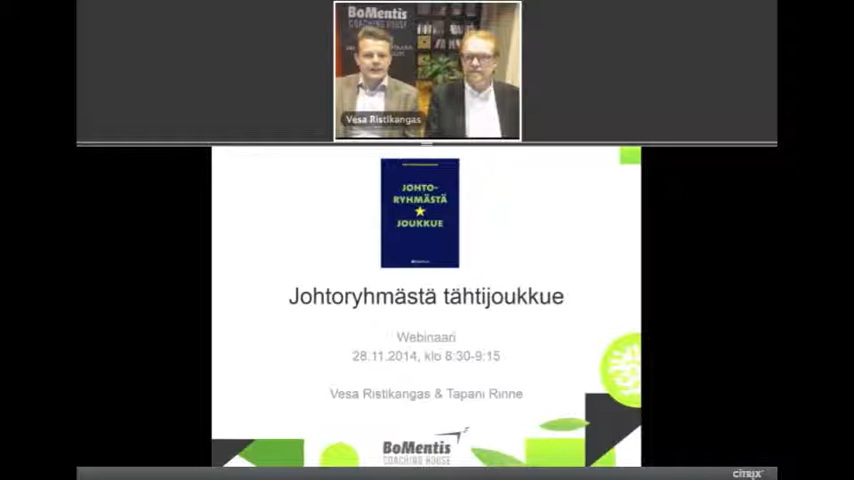 BoMentis
COACHING HOUSE
Vesa Ristikangas
JOHTO-
RYHMÄSTÄ
JOUKKUE
Johtoryhmästä tähtijoukkue
Webinaari
28.11.2014, klo 8:30-9:15
Vesa Ristikangas & Tapani Rinne
BoMentis
COACHING HOUSE
CITRIX